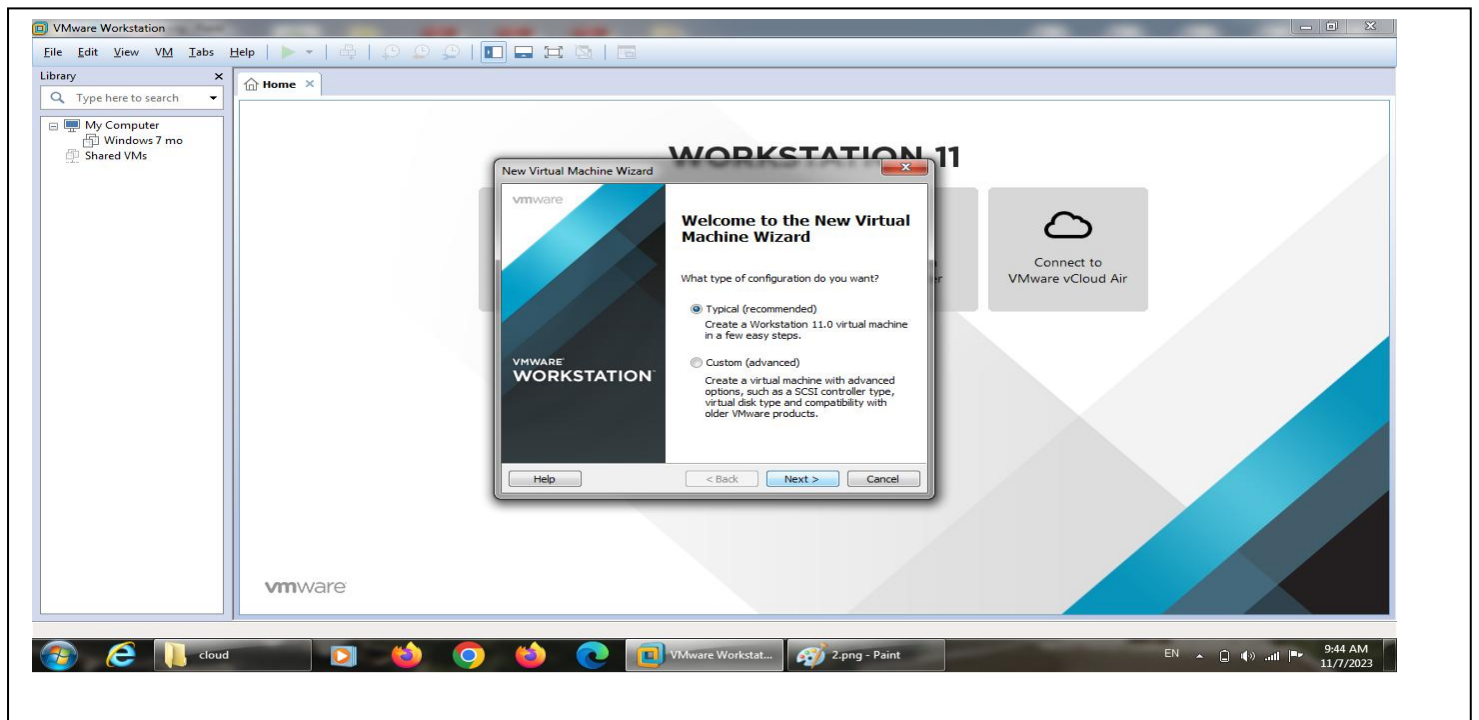 VMware Workstation
File Edit View VM Tabs Help
Library
Type here to search
My Computer
Windows 7 mo
Shared VMs
Home
WORKSTATION 11
New Virtual Machine Wizard
vmware
Welcome to the New Virtual
Machine Wizard
What type of configuration do you want?
Typical (recommended)
Create a Workstation 11.0 virtual machine
in a few easy steps.
Custom (advanced)
Create a virtual machine with advanced
options, such as a SCSI controller type,
virtual disk type and compatibility with
older VMware products.
VMWARE
WORKSTATION
Help
< Back
Next >
Cancel
Connect to
VMware vCloud Air
vmware
cloud
VMware Workstat...
2.png - Paint
EN
9:44 AM
11/7/2023